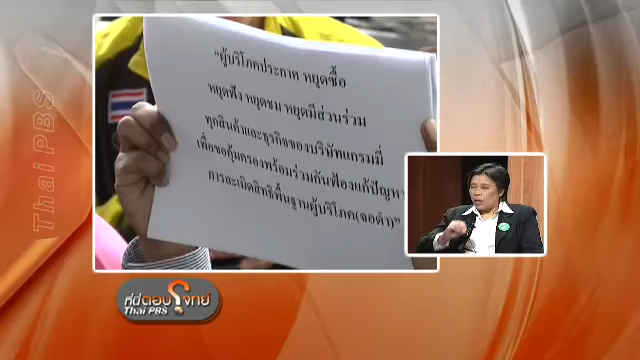 "ผู้บริโภคประกาศ หยุดซื้อ
หยุดฟัง หยุดชม หยุดมีส่วนร่วม
ทุกสินค้าและธุรกิจของบริษัทแกรมมี่
เพื่อขอคุ้มครองพร้อมร่วมกันฟ้องแก้ปัญหา
การละเมิดสิทธิพื้นฐานผู้บริโภค(จอดำ)"
ที่นี่ตอบโจทย์
Thai PBS
Thai PBS